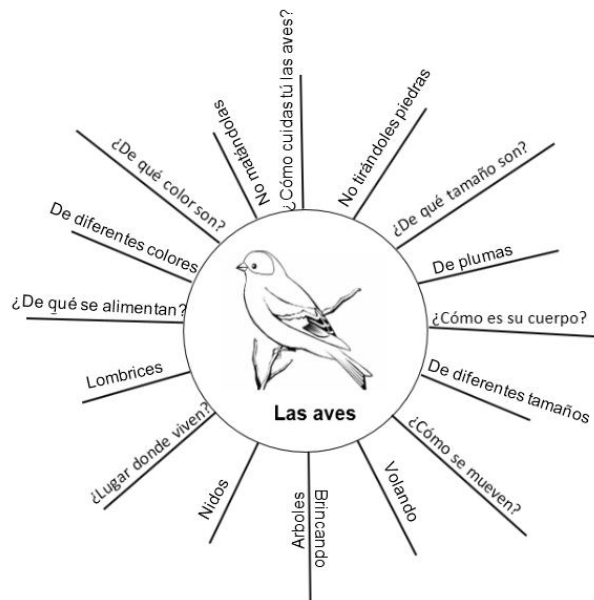 ¿Cómo cuidas tú las aves?
No tirándoles piedras
¿De qué tamaño son?
De plumas
¿Cómo es su cuerpo?
De diferentes tamaños
¿Cómo se mueven?
Volando
Brincando
Arboles
Nidos
¿Lugar donde viven?
Lombrices
¿De qué se alimentan?
De diferentes colores
¿De qué color son?
No matándolas
Las aves